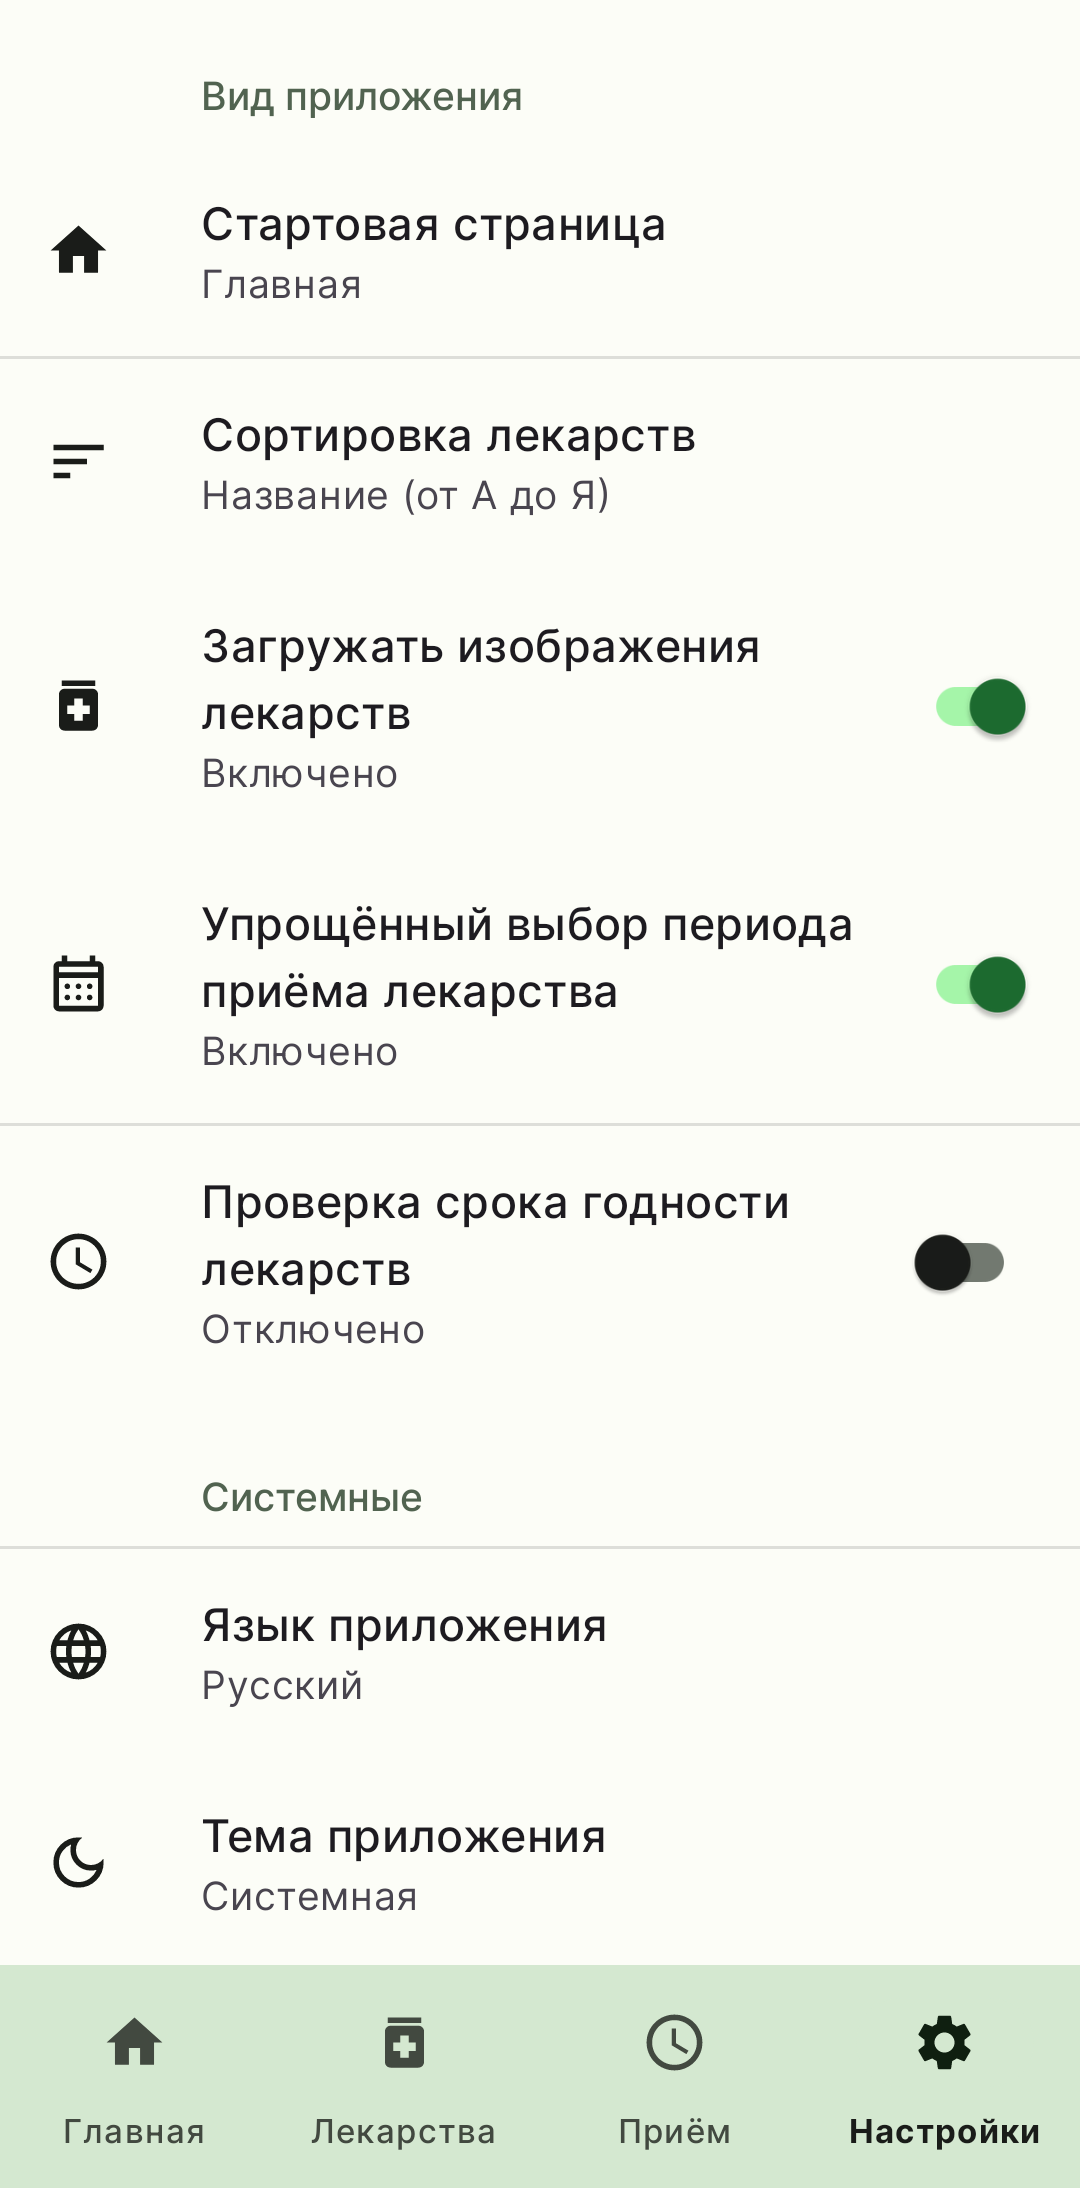 Вид приложения
Стартовая страница
Главная
Сортировка лекарств
Название (от А до Я)
Загружать изображения
лекарств
Включено
Упрощённый выбор периода
приёма лекарства
Включено
Проверка срока годности
лекарств
Отключено
Системные
Язык приложения
Русский
Тема приложения
Системная
Главная
Лекарства
Приём
Настройки